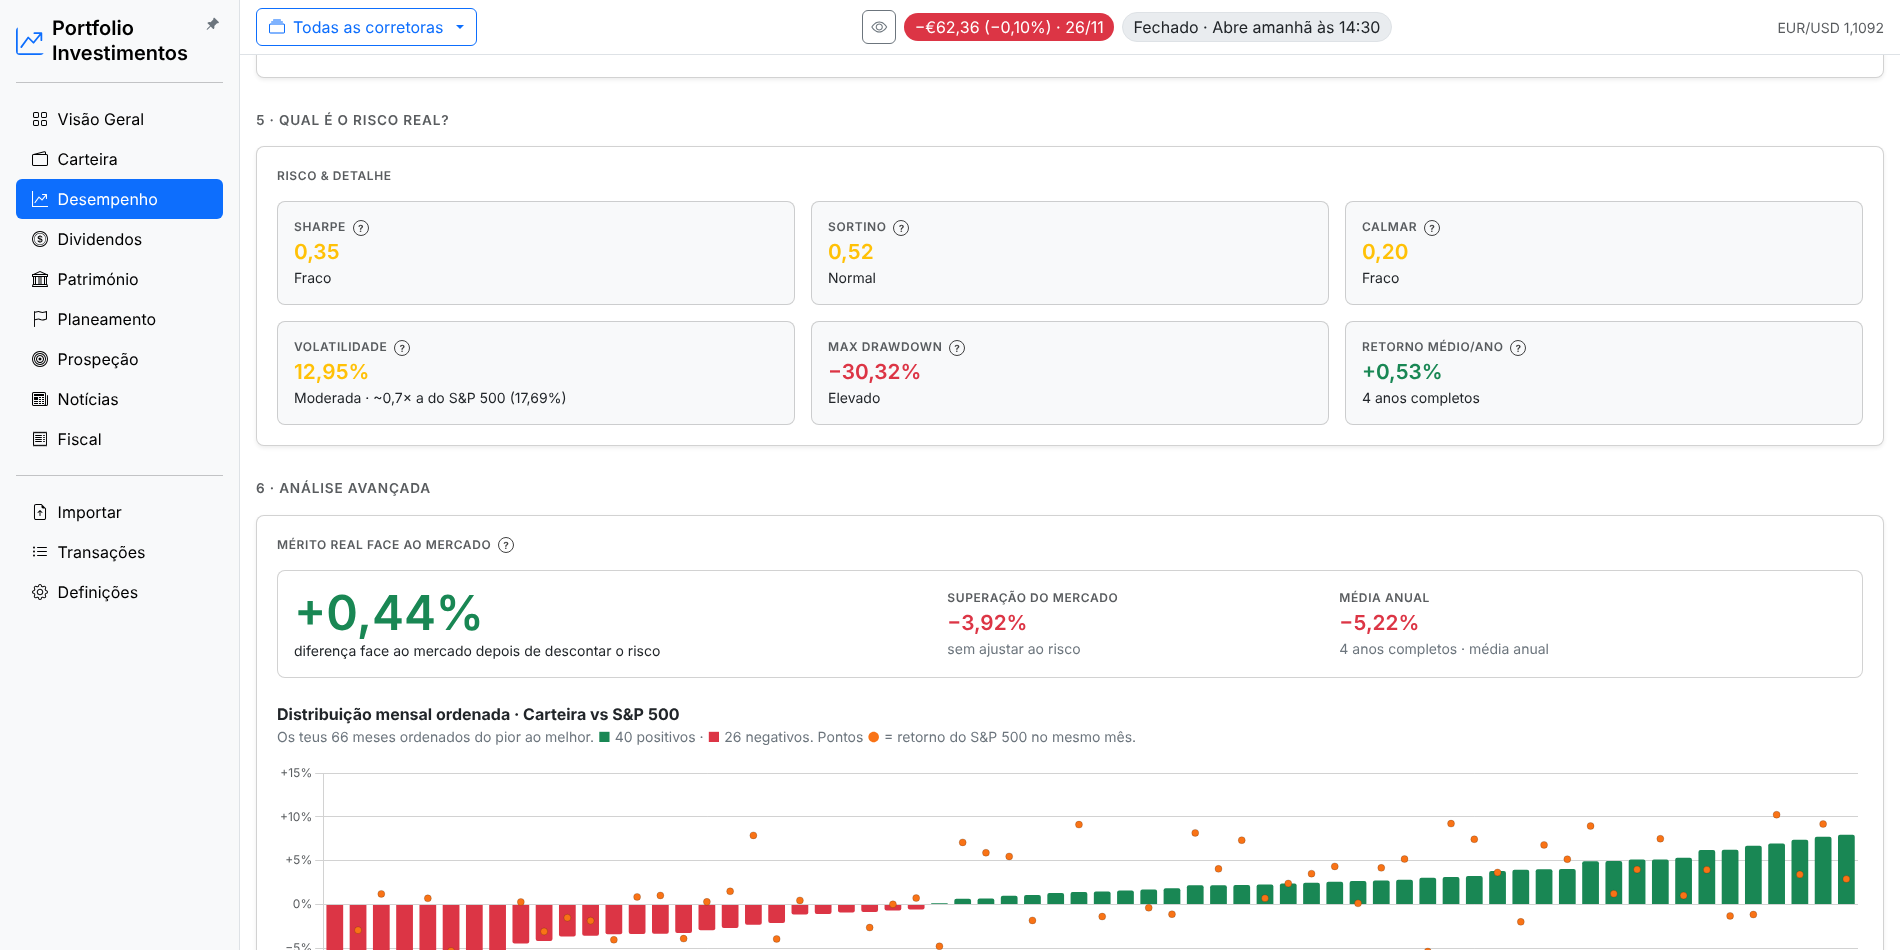 Portfolio
Investimentos
Todas as corretoras
−€62,36 (−0,10%) · 26/11
Fechado · Abre amanhã às 14:30
EUR/USD 1,1092
Visão Geral
Carteira
Desempenho
Dividendos
Património
Planeamento
Prospeção
Notícias
Fiscal
Importar
Transações
Definições
5 · QUAL É O RISCO REAL?
RISCO & DETALHE
SHARPE ?
0,35
Fraco
SORTINO ?
0,52
Normal
CALMAR ?
0,20
Fraco
VOLATILIDADE ?
12,95%
Moderada · ~0,7× a do S&P 500 (17,69%)
MAX DRAWDOWN ?
−30,32%
Elevado
RETORNO MÉDIO/ANO ?
+0,53%
4 anos completos
6 · ANÁLISE AVANÇADA
MÉRITO REAL FACE AO MERCADO ?
+0,44%
diferença face ao mercado depois de descontar o risco
SUPERAÇÃO DO MERCADO
−3,92%
sem ajustar ao risco
MÉDIA ANUAL
−5,22%
4 anos completos · média anual
Distribuição mensal ordenada · Carteira vs S&P 500
Os teus 66 meses ordenados do pior ao melhor. 40 positivos · 26 negativos. Pontos = retorno do S&P 500 no mesmo mês.
+15%
+10%
+5%
0%
−5%